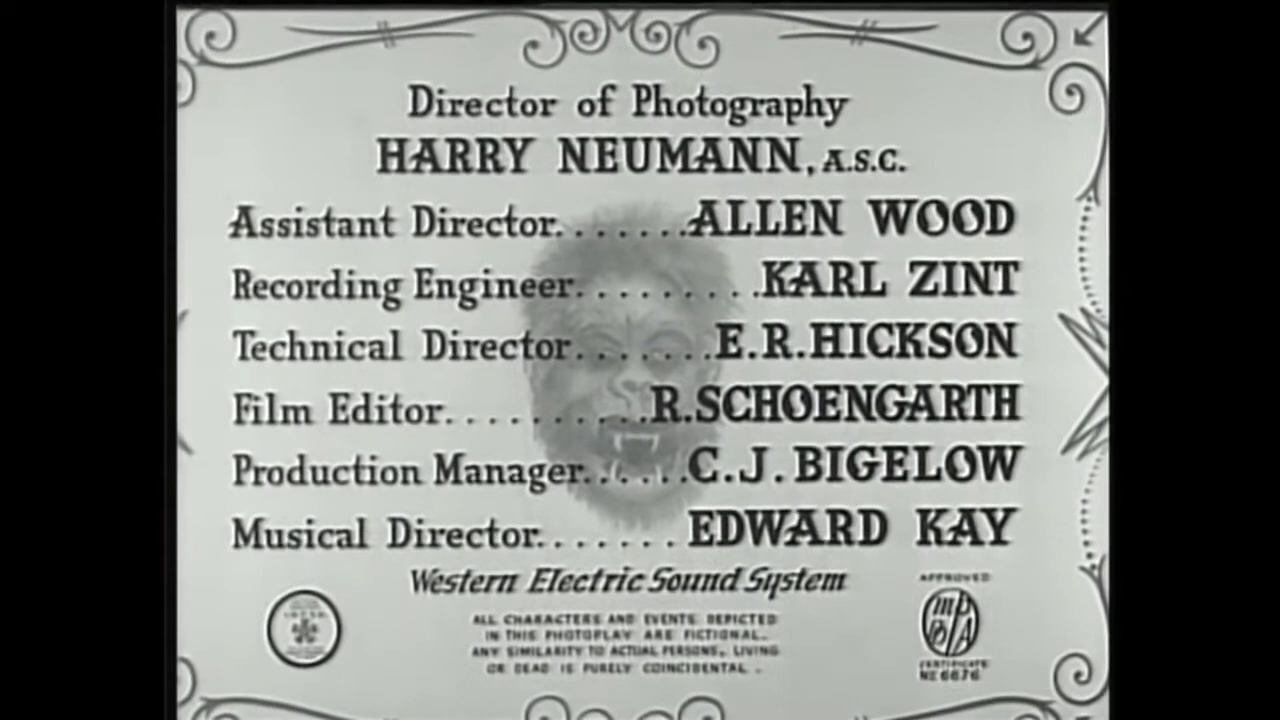 Director of Photography
HARRY NEUMANN, A.S.C.
Assistant Director.......ALLEN WOOD
Recording Engineer.........KARL ZINT
Technical Director.......E.R.HICKSON
Film Editor..........R.SCHOENGARTH
Production Manager......C.J.BIGELOW
Musical Director.......EDWARD KAY
Western Electric Sound System
ALL CHARACTERS AND EVENTS DEPICTED
IN THIS PHOTOPLAY ARE FICTIONAL.
ANY SIMILARITY TO ACTUAL PERSONS, LIVING
OR DEAD IS PURELY COINCIDENTAL.
APPROVED
MPPDA
CERTIFICATE
No 6676